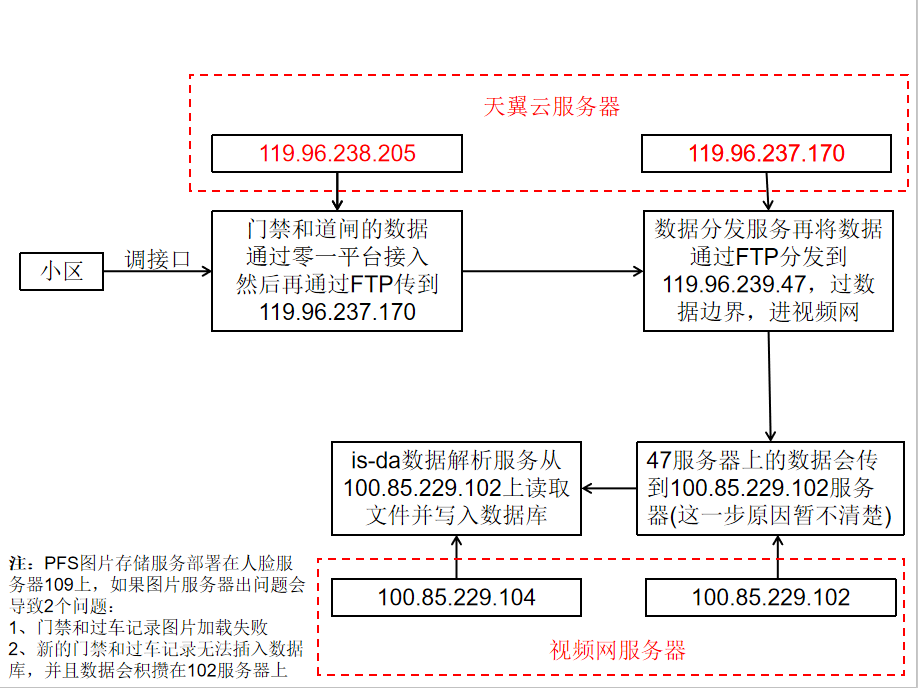 天翼云服务器
119.96.238.205
119.96.237.170
小区
调接口
门禁和道闸的数据
通过零一平台接入
然后再通过FTP传到
119.96.237.170
数据分发服务再将数据
通过FTP分发到
119.96.239.47，过数
据边界，进视频网
is-da数据解析服务从
100.85.229.102上读取
文件并写入数据库
47服务器上的数据会传
到100.85.229.102服务
器(这一步原因暂不清楚)
100.85.229.104
100.85.229.102
视频网服务器
注：PFS图片存储服务部署在人脸服
务器109上，如果图片服务器出问题会
导致2个问题：
1、门禁和过车记录图片加载失败
2、新的门禁和过车记录无法插入数据
库，并且数据会积攒在102服务器上